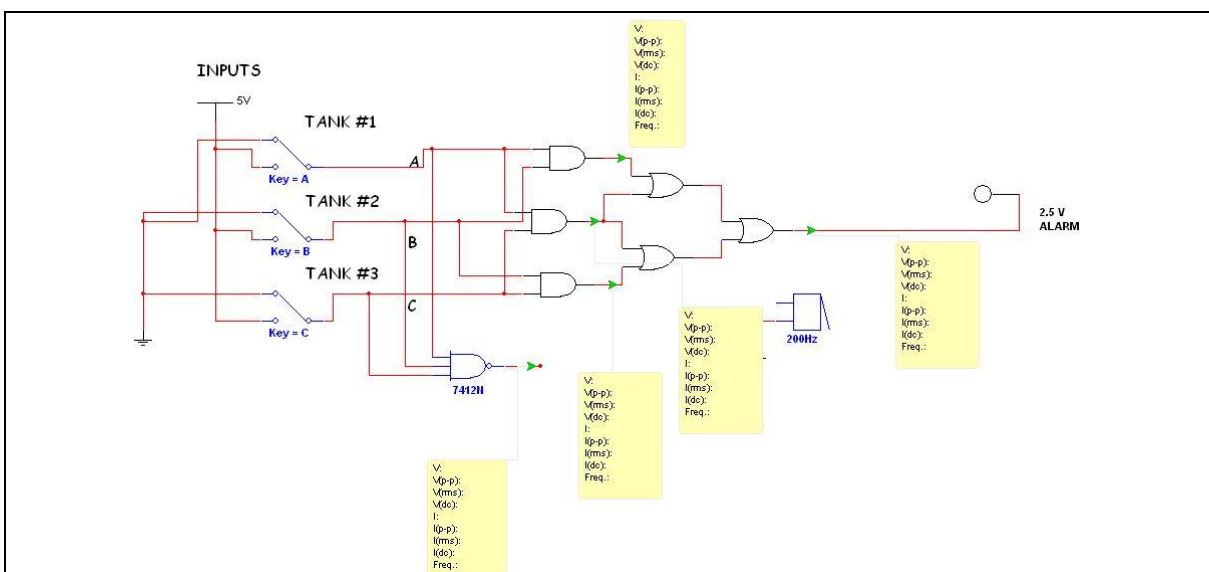 INPUTS
5V
TANK #1
A
Key = A
TANK #2
B
Key = B
TANK #3
C
Key = C
7412N
V:
V(p-p):
V(rms):
V(dc):
I:
I(p-p):
I(rms):
I(dc):
Freq.:
2.5 V
ALARM
V:
V(p-p):
V(rms):
V(dc):
I:
I(p-p):
I(rms):
I(dc):
Freq.:
V:
V(p-p):
V(rms):
V(dc):
I:
I(p-p):
I(rms):
I(dc):
Freq.:
200Hz
V:
V(p-p):
V(rms):
V(dc):
I:
I(p-p):
I(rms):
I(dc):
Freq.:
V:
V(p-p):
V(rms):
V(dc):
I:
I(p-p):
I(rms):
I(dc):
Freq.: